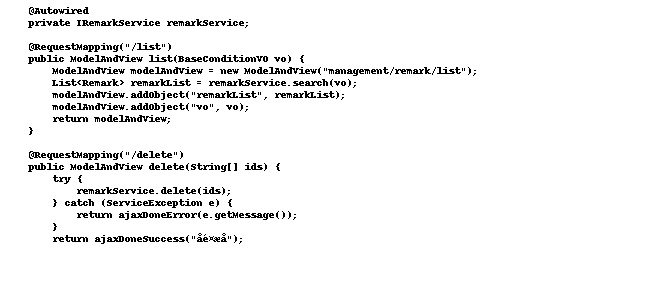 @Autowired
private IRemarkService remarkService;
@RequestMapping("/list")
public ModelAndView list(BaseConditionVO vo) {
ModelAndView modelAndView = new ModelAndView("management/remark/list");
List<Remark> remarkList = remarkService.search(vo);
modelAndView.addObject("remarkList", remarkList);
modelAndView.addObject("vo", vo);
return modelAndView;
}
@RequestMapping("/delete")
public ModelAndView delete(String[] ids) {
try {
remarkService.delete(ids);
} catch (ServiceException e) {
return ajaxDoneError(e.getMessage());
}
return ajaxDoneSuccess("åé¤æå");